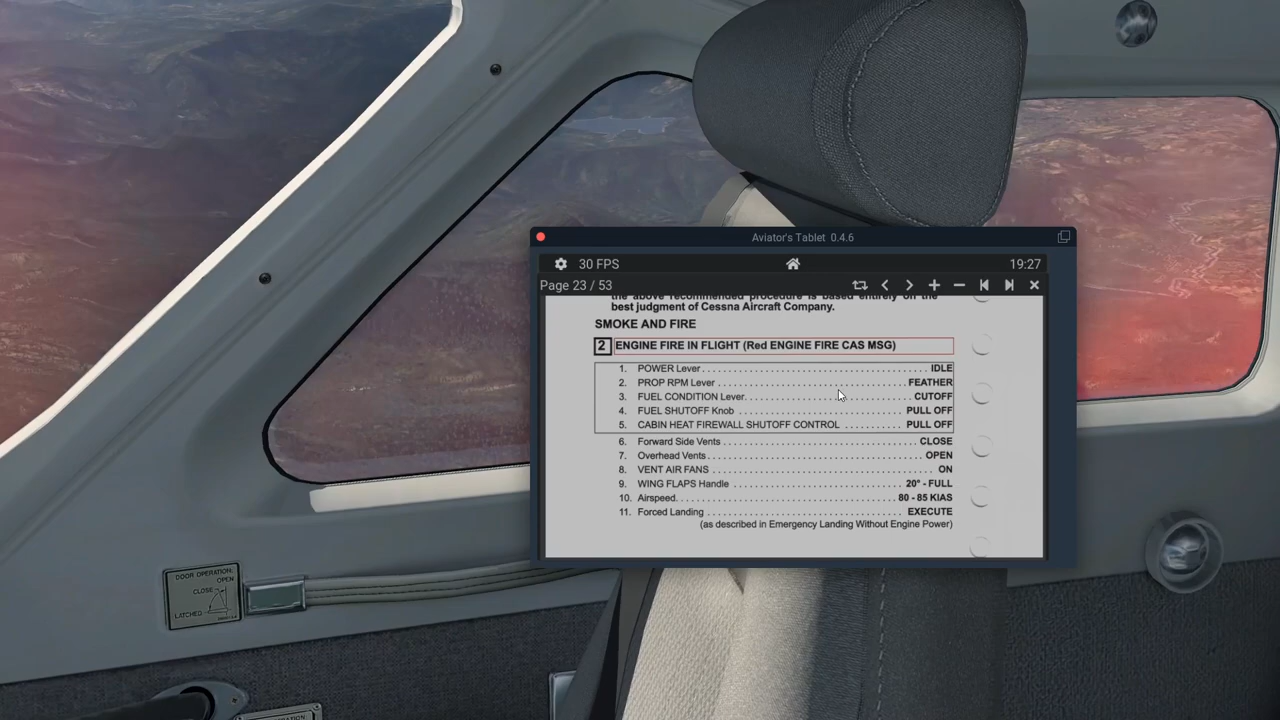 Aviator's Tablet 0.4.6
30 FPS
19:27
Page 23 / 53
the above recommended procedure is based entirely on the
best judgment of Cessna Aircraft Company.
SMOKE AND FIRE
2 ENGINE FIRE IN FLIGHT (Red ENGINE FIRE CAS MSG)
1. POWER Lever . . . . . . . . . . . . . . . . . . . . . . . . IDLE
2. PROP RPM Lever . . . . . . . . . . . . . . . . . . . . . . . . FEATHER
3. FUEL CONDITION Lever. . . . . . . . . . . . . . . . . . . . . . . . CUTOFF
4. FUEL SHUTOFF Knob . . . . . . . . . . . . . . . . . . . . . . . . PULL OFF
5. CABIN HEAT FIREWALL SHUTOFF CONTROL . . . . . . . . . PULL OFF
6. Forward Side Vents . . . . . . . . . . . . . . . . . . . . . . . . CLOSE
7. Overhead Vents . . . . . . . . . . . . . . . . . . . . . . . . OPEN
8. VENT AIR FANS . . . . . . . . . . . . . . . . . . . . . . . . ON
9. WING FLAPS Handle . . . . . . . . . . . . . . . . . . . . . . . . 20° - FULL
10. Airspeed. . . . . . . . . . . . . . . . . . . . . . . . 80 - 85 KIAS
11. Forced Landing . . . . . . . . . . . . . . . . . . . . . . . . EXECUTE
(as described in Emergency Landing Without Engine Power)
DOOR OPERATION:
OPEN
CLOSE
LATCHED